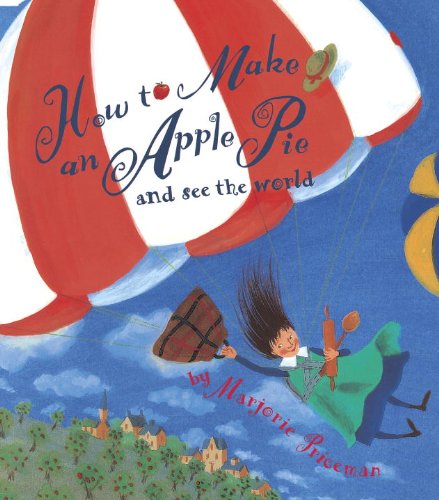 How to Make
an Apple Pie
and see the world
by Marjorie Priceman